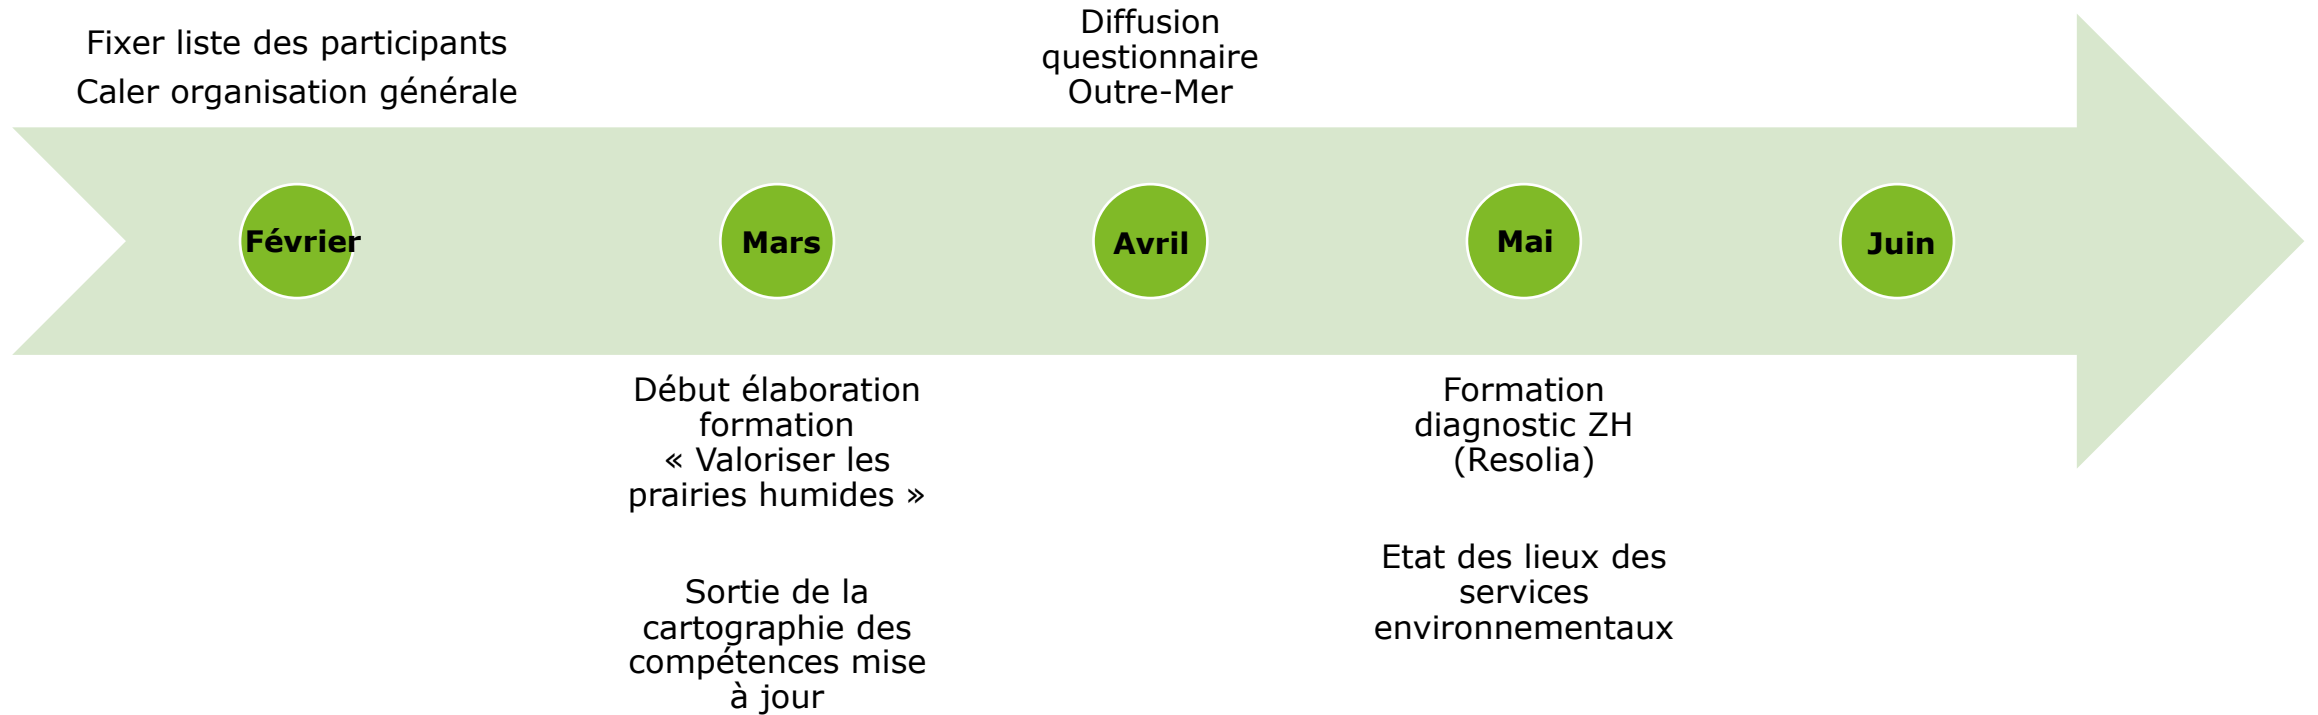 Fixer liste des participants
Caler organisation générale
Diffusion
questionnaire
Outre-Mer
Février
Mars
Avril
Mai
Juin
Début élaboration
formation
« Valoriser les
prairies humides »
Sortie de la
cartographie des
compétences mise
à jour
Formation
diagnostic ZH
(Resolia)
Etat des lieux des
services
environnementaux